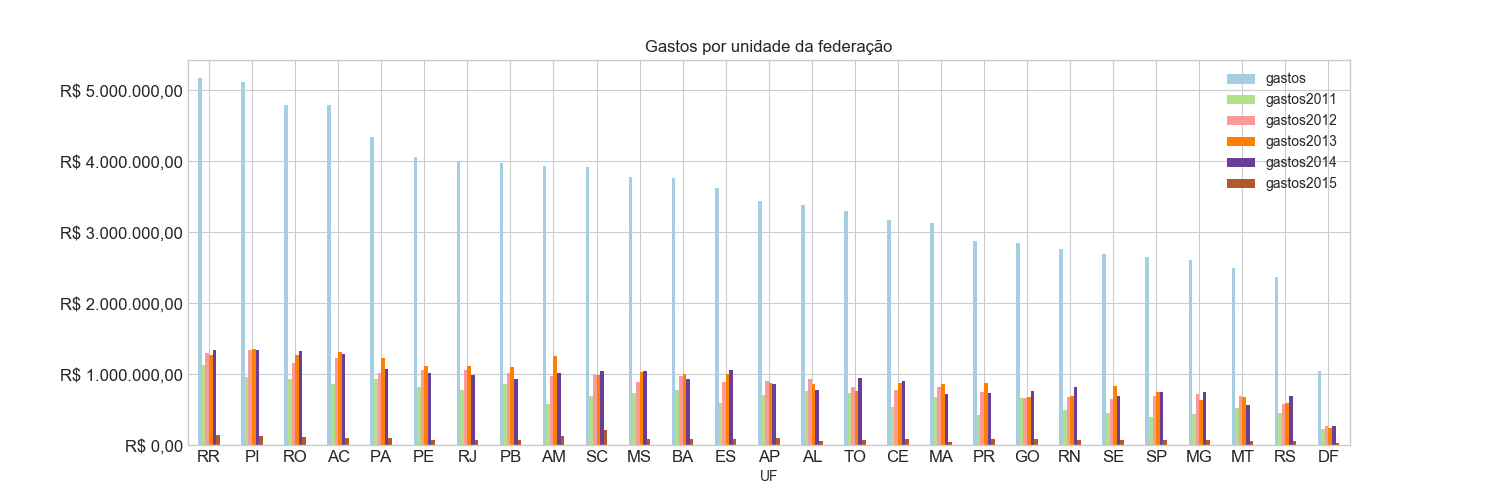 Gastos por unidade da federação
R$ 5.000.000,00
R$ 4.000.000,00
R$ 3.000.000,00
R$ 2.000.000,00
R$ 1.000.000,00
R$ 0,00
gastos
gastos2011
gastos2012
gastos2013
gastos2014
gastos2015
RR PI RO AC PA PE RJ PB AM SC MS BA ES AP AL TO CE MA PR GO RN SE SP MG MT RS DF
UF